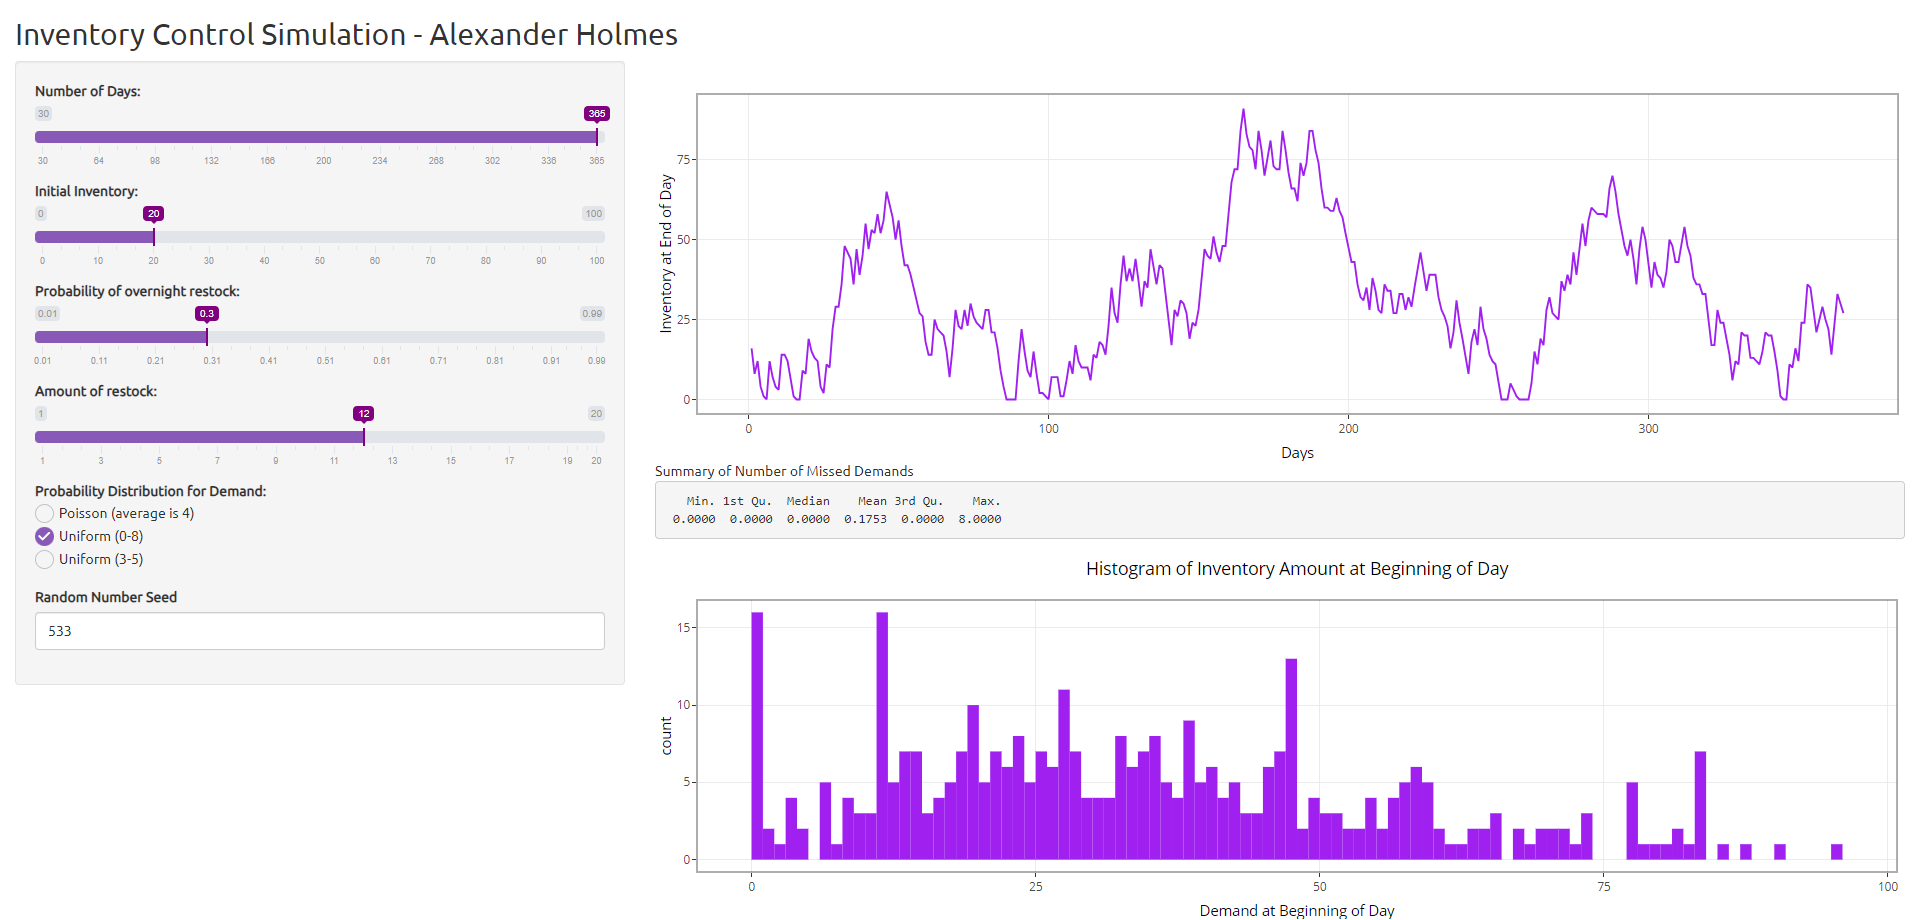 Inventory Control Simulation - Alexander Holmes
Number of Days:
30 365
30 64 98 132 166 200 234 268 302 336 365
Initial Inventory:
0 20 100
0 10 20 30 40 50 60 70 80 90 100
Probability of overnight restock:
0.01 0.3 0.99
0.01 0.11 0.21 0.31 0.41 0.51 0.61 0.71 0.81 0.91 0.99
Amount of restock:
1 12 20
1 3 5 7 9 11 13 15 17 19 20
Probability Distribution for Demand:
Poisson (average is 4)
Uniform (0-8)
Uniform (3-5)
Random Number Seed
533
Inventory at End of Day
75
50
25
0
0 100 200 300
Days
Summary of Number of Missed Demands
Min. 1st Qu. Median Mean 3rd Qu. Max.
0.0000 0.0000 0.0000 0.1753 0.0000 8.0000
Histogram of Inventory Amount at Beginning of Day
count
15
10
5
0
0 25 50 75 100
Demand at Beginning of Day